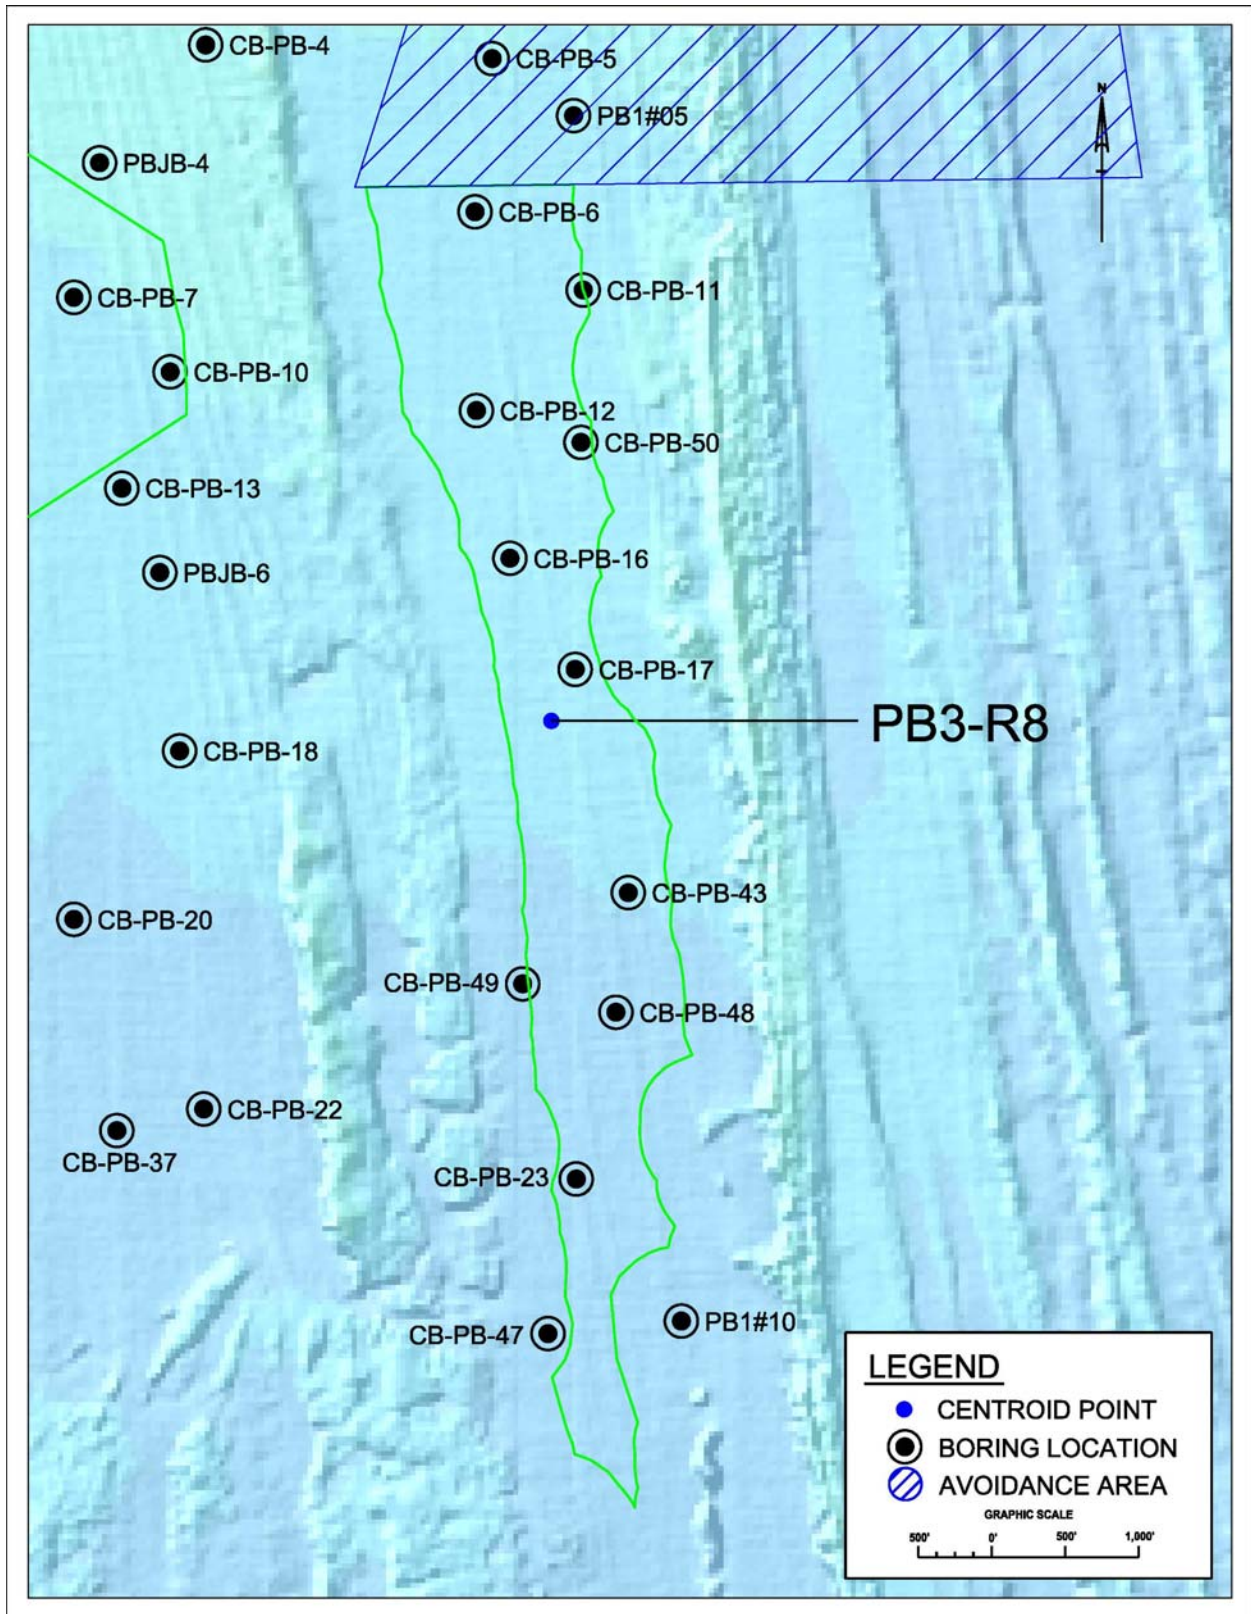 CB-PB-4
CB-PB-5
PB1#05
N
PBJB-4
CB-PB-6
CB-PB-7
CB-PB-11
CB-PB-10
CB-PB-12
CB-PB-50
CB-PB-13
CB-PB-16
PBJB-6
CB-PB-17
PB3-R8
CB-PB-18
CB-PB-43
CB-PB-20
CB-PB-49
CB-PB-48
CB-PB-22
CB-PB-37
CB-PB-23
PB1#10
CB-PB-47
LEGEND
CENTROID POINT
BORING LOCATION
AVOIDANCE AREA
GRAPHIC SCALE
500' 0' 500' 1,000'